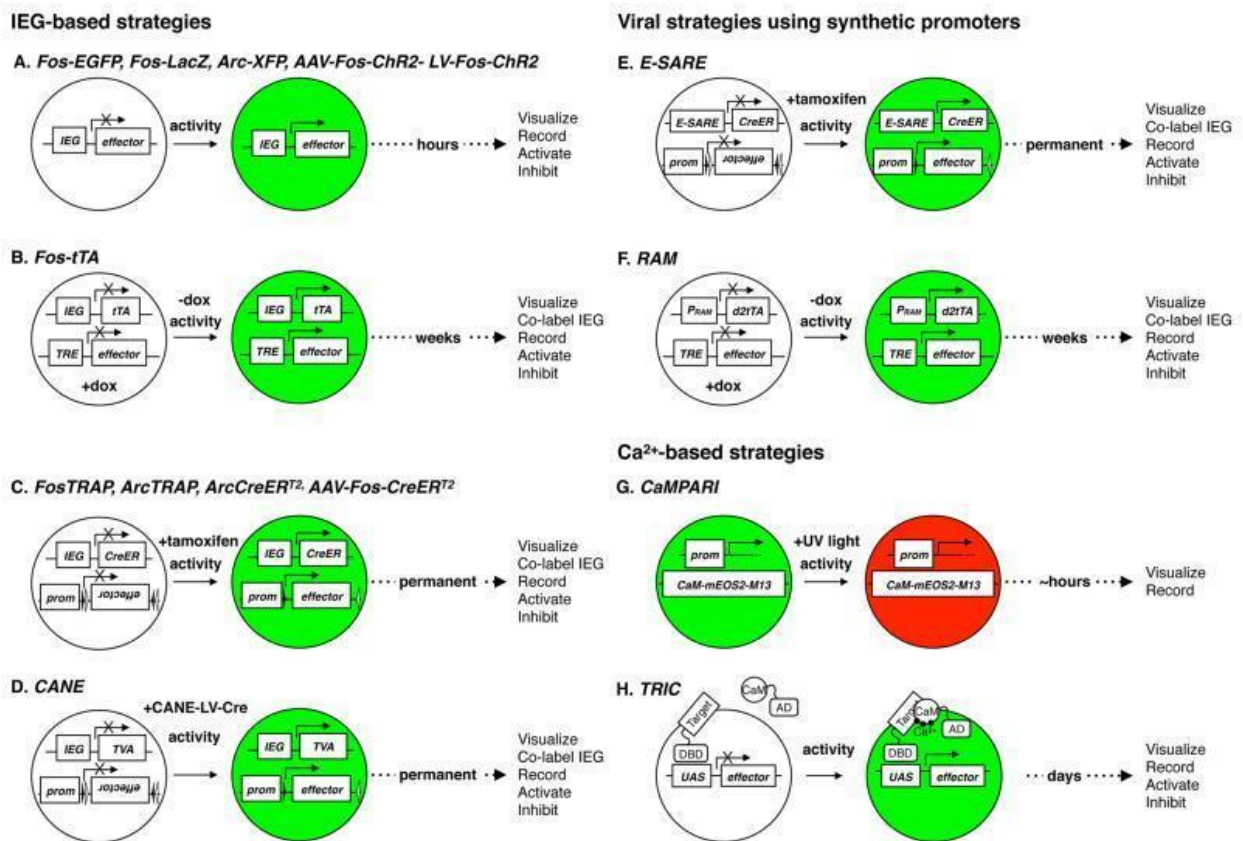 IEG-based strategies
A. Fos-EGFP, Fos-LacZ, Arc-XFP, AAV-Fos-ChR2- LV-Fos-ChR2
IEG
effector
activity
IEG
effector
hours
Visualize
Record
Activate
Inhibit
B. Fos-tTA
IEG
tTA
TRE
effector
+dox
-dox
activity
IEG
tTA
TRE
effector
weeks
Visualize
Co-label IEG
Record
Activate
Inhibit
C. FosTRAP, ArcTRAP, ArcCreERᵀ²، AAV-Fos-CreERᵀ²
IEG
CreER
prom
effector
+tamoxifen
activity
IEG
CreER
prom
effector
permanent
Visualize
Co-label IEG
Record
Activate
Inhibit
D. CANE
IEG
TVA
prom
effector
+CANE-LV-Cre
activity
IEG
TVA
prom
effector
permanent
Visualize
Co-label IEG
Record
Activate
Inhibit
Viral strategies using synthetic promoters
E. E-SARE
E-SARE
CreER
prom
effector
+tamoxifen
activity
E-SARE
CreER
prom
effector
permanent
Visualize
Co-label IEG
Record
Activate
Inhibit
F. RAM
PRAM
d2tTA
TRE
effector
+dox
-dox
activity
PRAM
d2tTA
TRE
effector
weeks
Visualize
Co-label IEG
Record
Activate
Inhibit
Ca²⁺-based strategies
G. CaMPARI
prom
CaM-mEOS2-M13
+UV light
activity
prom
CaM-mEOS2-M13
~hours
Visualize
Record
H. TRIC
CaM
AD
Target
DBD
UAS
effector
activity
CaM
Ca²⁺
AD
DBD
UAS
effector
days
Visualize
Record
Activate
Inhibit